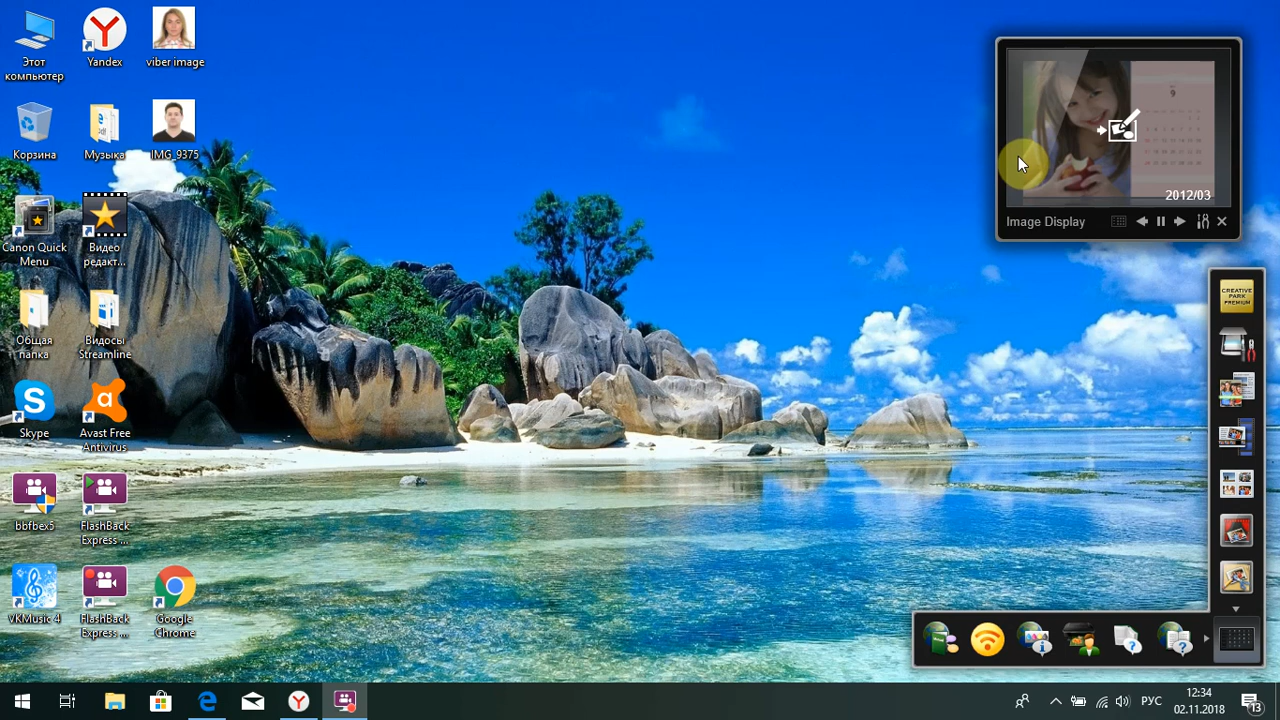 Этот
компьютер
Yandex
viber image
Корзина
Музыка
IMG_9375
Canon Quick
Menu
Видео
редакт...
Общая
папка
Видосы
Streamline
Skype
Avast Free
Antivirus
bbfbex5
FlashBack
Express ...
VKMusic 4
FlashBack
Express ...
Google
Chrome
9
2012/03
Image Display
CREATIVE
PARK
PREMIUM
РУС
12:34
02.11.2018
13